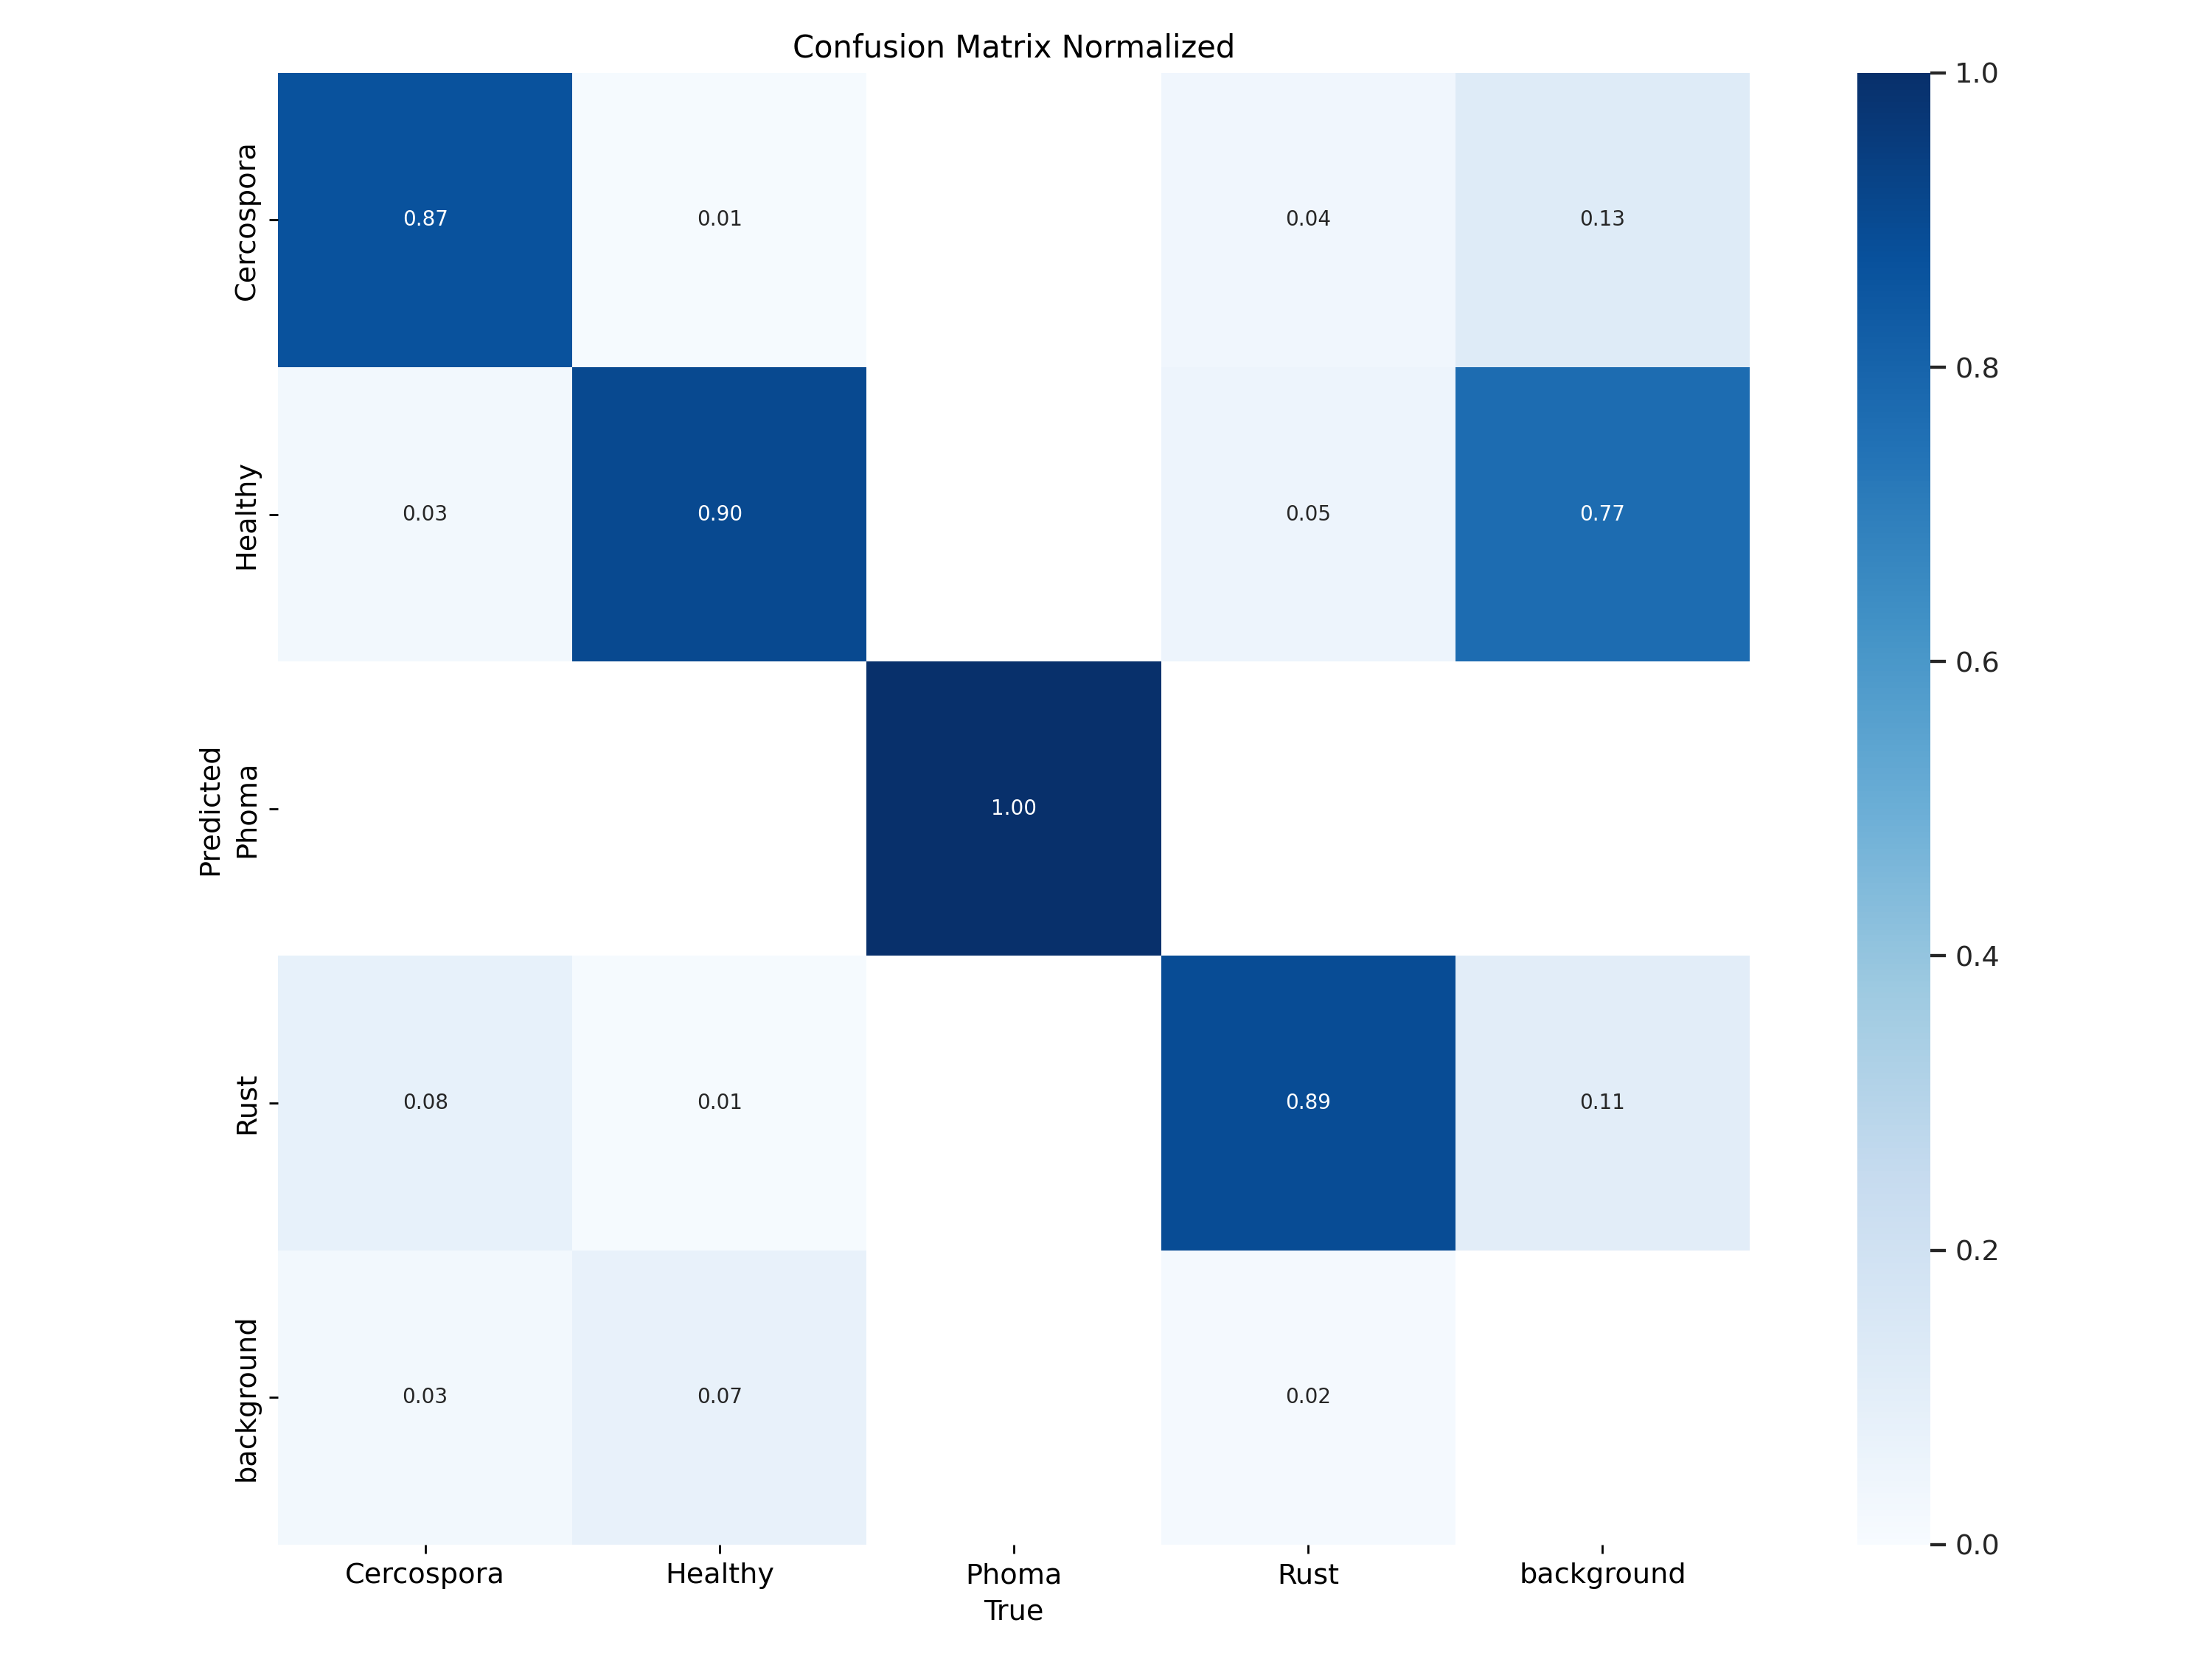 Confusion Matrix Normalized
1.0
Cercospora
0.87
0.01
0.04
0.13
0.8
Healthy
0.03
0.90
0.05
0.77
0.6
Predicted
Phoma
1.00
0.4
Rust
0.08
0.01
0.89
0.11
0.2
background
0.03
0.07
0.02
0.0
Cercospora
Healthy
Phoma
Rust
background
True